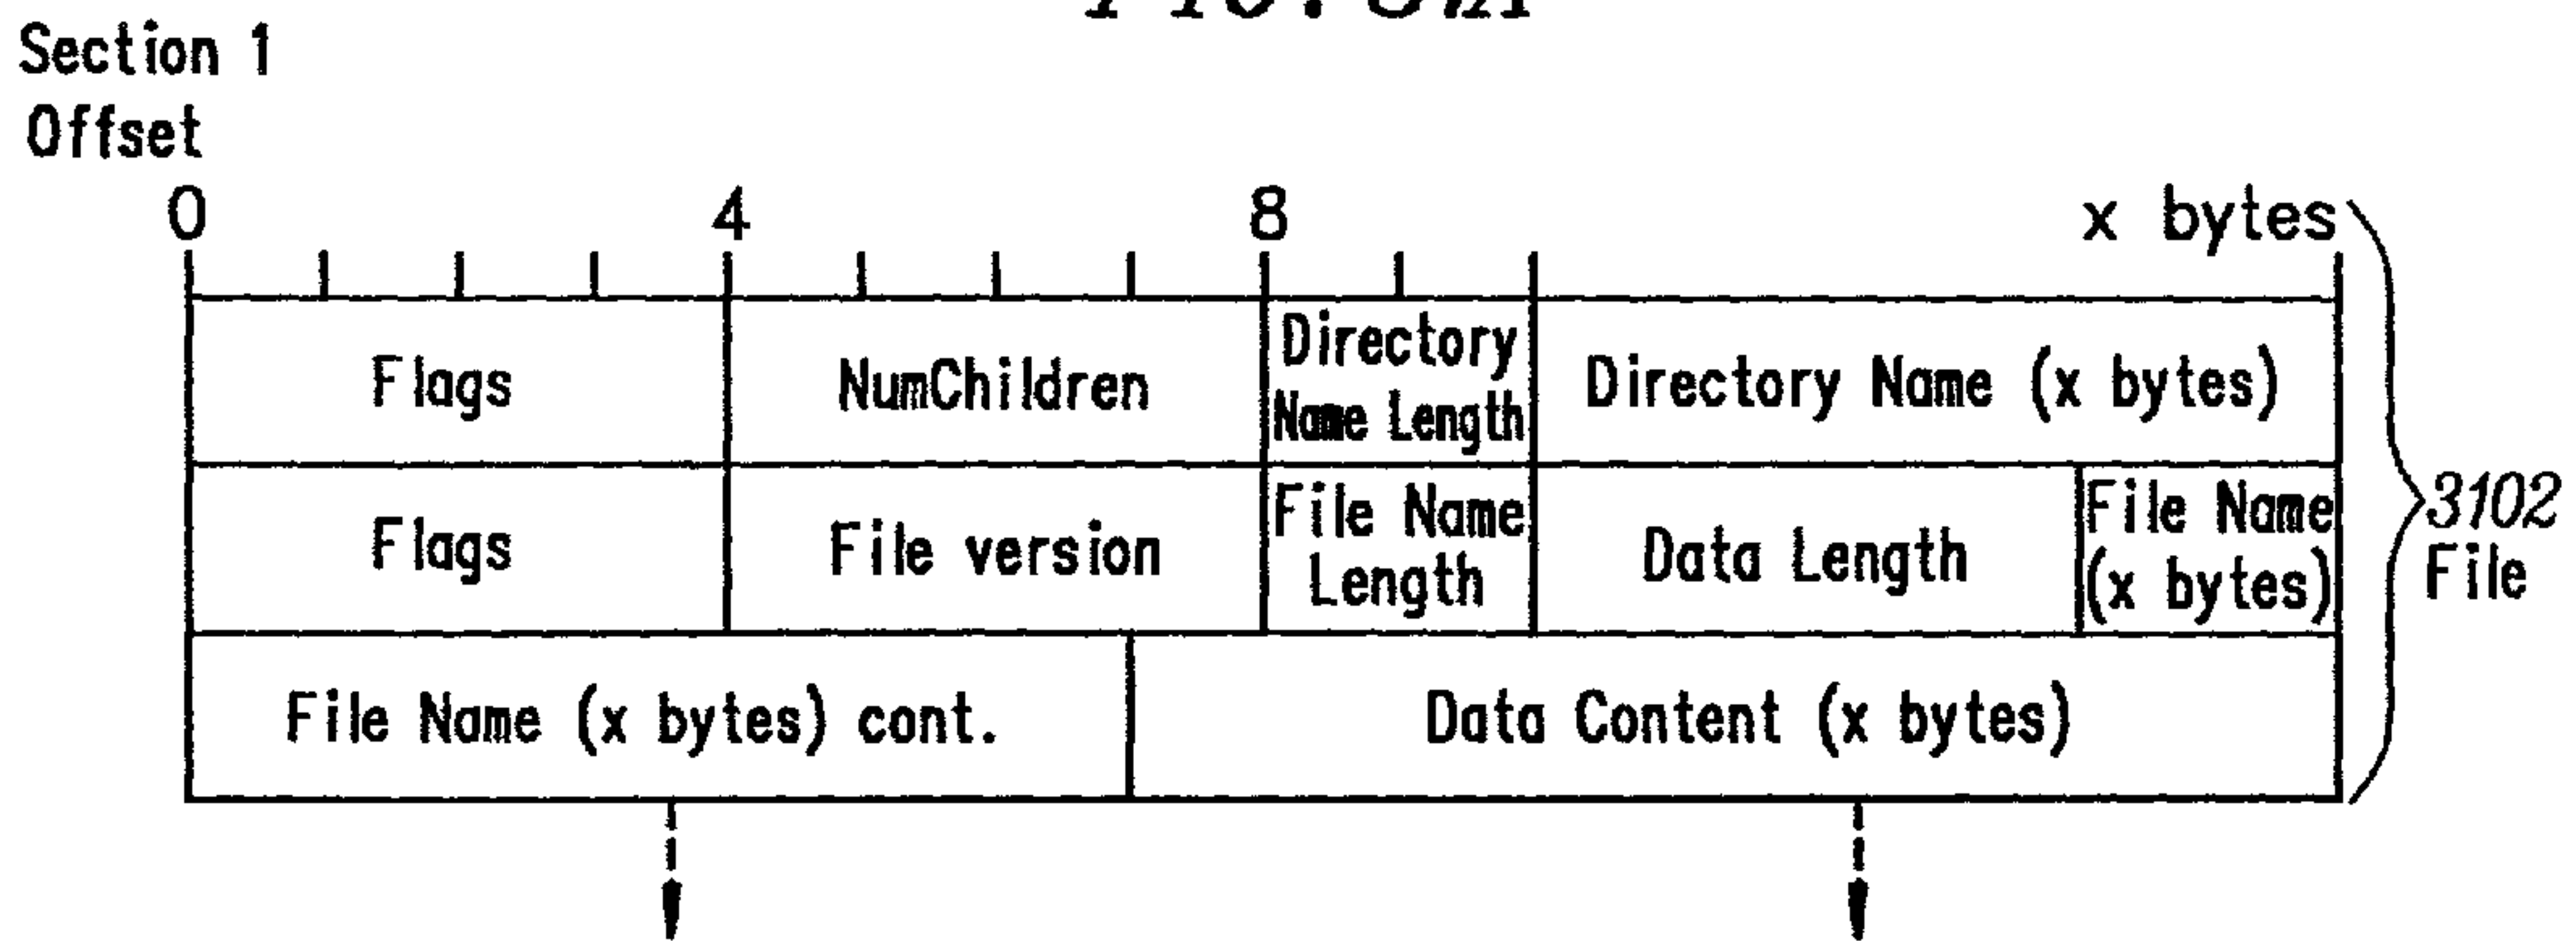 Section 1
Offset
0 4 8 x bytes
Flags NumChildren Directory Name Length Directory Name (x bytes)
Flags File version File Name Length Data Length File Name (x bytes)
File Name (x bytes) cont. Data Content (x bytes)
3102
File